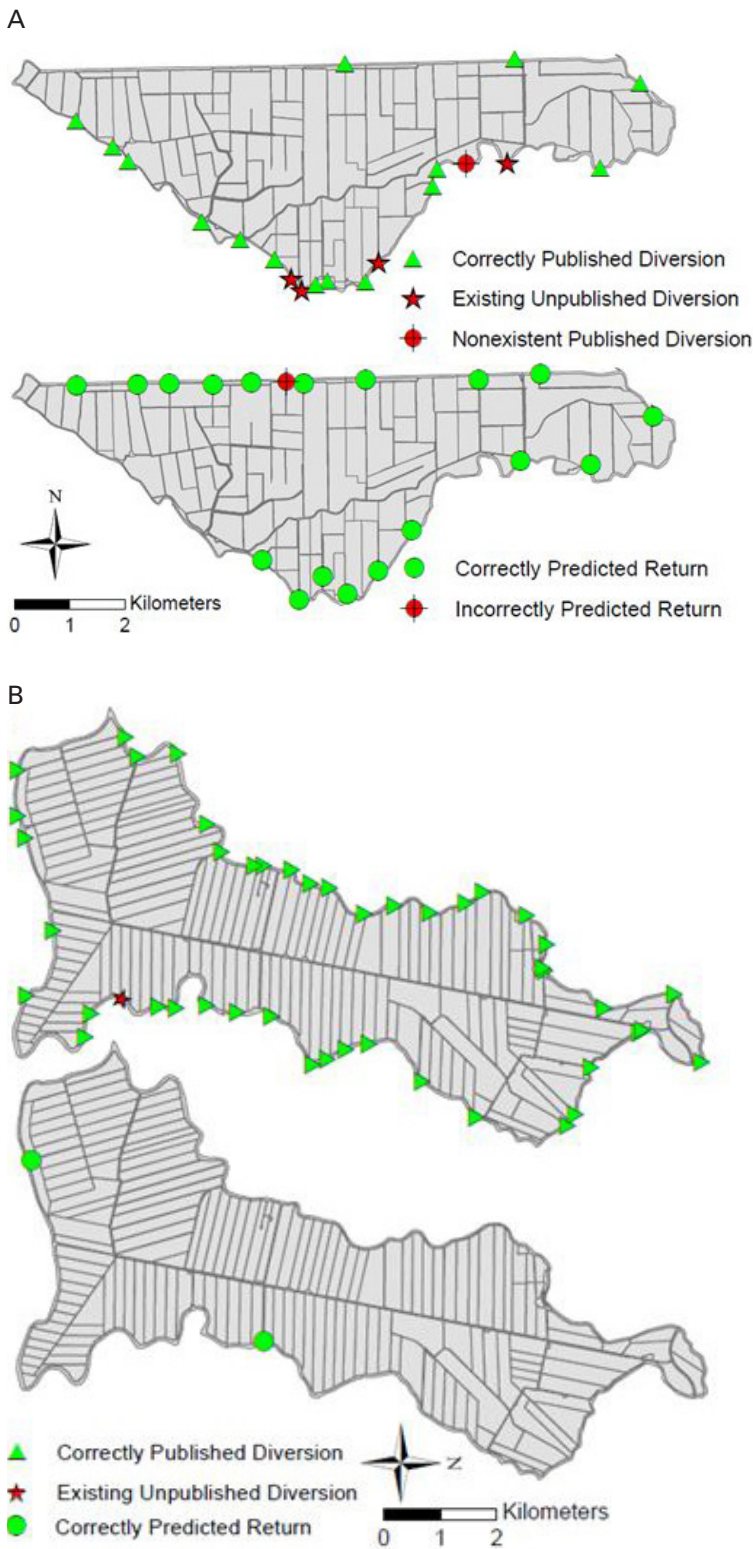 A
Correctly Published Diversion
Existing Unpublished Diversion
Nonexistent Published Diversion
N
Correctly Predicted Return
Kilometers
Incorrectly Predicted Return
0 1 2
B
Correctly Published Diversion
N
Existing Unpublished Diversion
Kilometers
Correctly Predicted Return
0 1 2